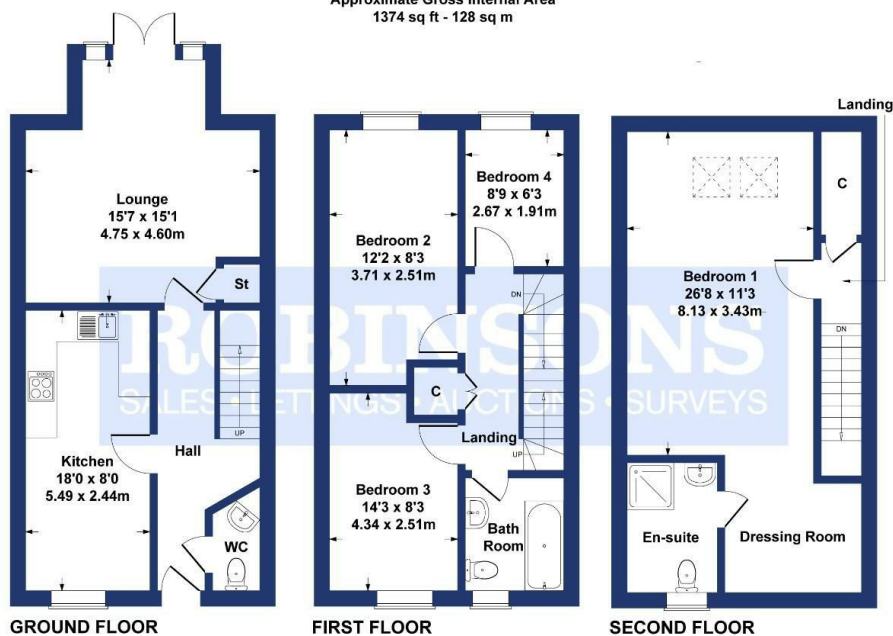 Approximate Gross Internal Area
1374 sq ft - 128 sq m
Landing
Lounge
15'7 x 15'1
4.75 x 4.60m
St
Kitchen
18'0 x 8'0
5.49 x 2.44m
Hall
UP
WC
GROUND FLOOR
Bedroom 2
12'2 x 8'3
3.71 x 2.51m
Bedroom 4
8'9 x 6'3
2.67 x 1.91m
DN
C
Landing
UP
Bedroom 3
14'3 x 8'3
4.34 x 2.51m
Bath
Room
FIRST FLOOR
C
Bedroom 1
26'8 x 11'3
8.13 x 3.43m
DN
En-suite
Dressing Room
SECOND FLOOR
ROBINSONS
SALES • LETTINGS • AUCTIONS • SURVEYS